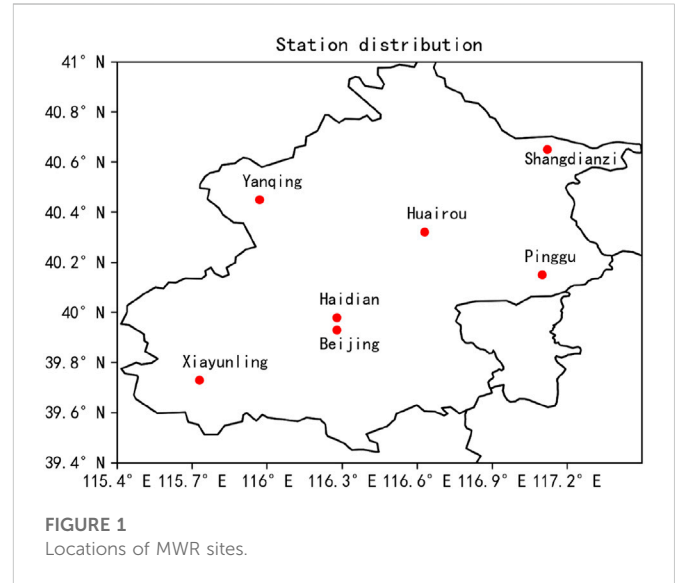 Station distribution
41° N
40.8° N
40.6° N
Shangdianzi
Yanqing
40.4° N
Huairou
Pinggu
40.2° N
Haidian
40° N
Beijing
39.8° N
Xiayunling
39.6° N
39.4° N
115.4° E 115.7° E 116° E 116.3° E 116.6° E 116.9° E 117.2° E
FIGURE 1
Locations of MWR sites.